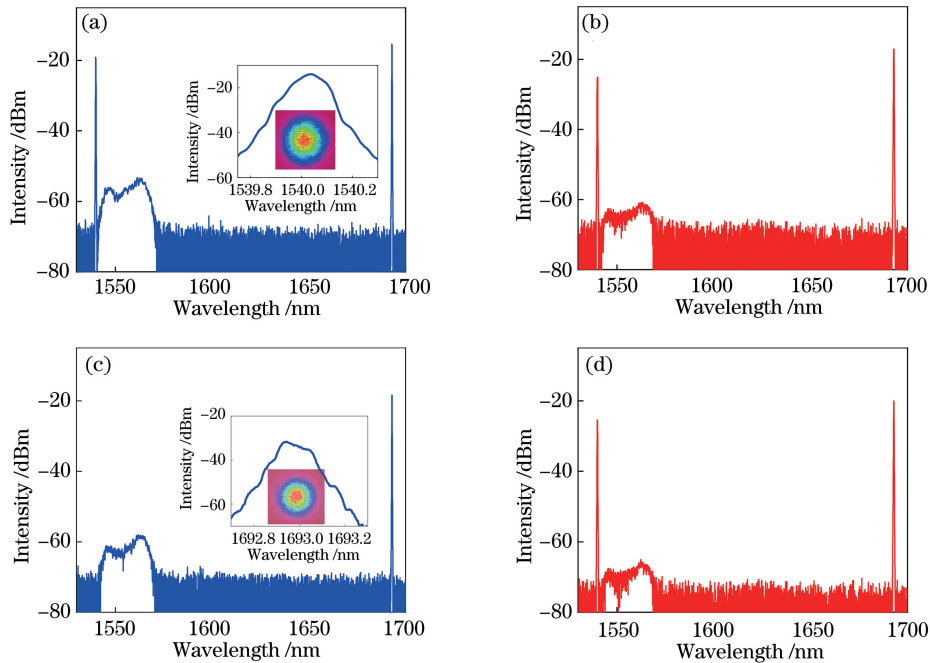 (a)
−20
−40
−60
−80
1550
1600
1650
1700
Intensity /dBm
Wavelength /nm
−20
−40
−60
1539.8
1540.0
1540.2
Intensity /dBm
Wavelength /nm
(b)
−20
−40
−60
−80
1550
1600
1650
1700
Intensity /dBm
Wavelength /nm
(c)
−20
−40
−60
−80
1550
1600
1650
1700
Intensity /dBm
Wavelength /nm
−20
−40
−60
1692.8
1693.0
1693.2
Intensity /dBm
Wavelength /nm
(d)
−20
−40
−60
−80
1550
1600
1650
1700
Intensity /dBm
Wavelength /nm